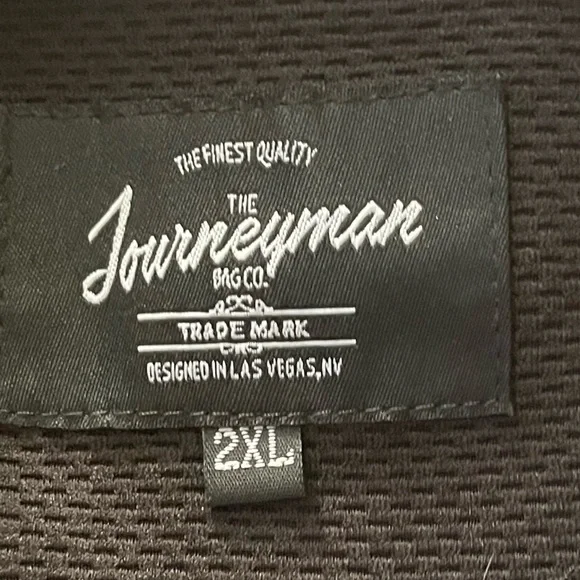 THE FINEST QUALITY
THE
Journeyman
BAG CO.
TRADE MARK
DESIGNED IN LAS VEGAS, NV
2XL